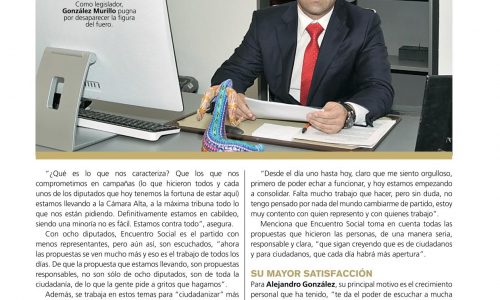 Como legislador,
González Murillo pugna
por desaparecer la figura
del fuero.
“¿Qué es lo que nos caracteriza? Que los que nos
comprometimos en campañas (lo que hicieron todos y cada
unos de los diputados que hoy tenemos la fortuna de estar aquí)
estamos llevando a la Cámara Alta, a la máxima tribuna todo lo
que nos están pidiendo. Definitivamente estamos en cabildeo,
siendo una minoría no es fácil. Estamos contra todo”, asegura.
Con ocho diputados, Encuentro Social es el partido con
menos representantes, pero aún así, son escuchados, “ahora
las propuestas se ven mucho más y eso es el trabajo de todos los
días. De que la propuesta que estamos llevando, son propuestas
responsables, no son sólo de ocho diputados, son de toda la
ciudadanía, de lo que la gente pide a gritos que hagamos”.
Además, se trabaja en estos temas para “ciudadanizar” más
“Desde el día uno hasta hoy, claro que me siento orgulloso,
primero de poder echar a funcionar, y hoy estamos empezando
a consolidar. Falta mucho trabajo que hacer, pero sin duda, no
tengo pensado por nada del mundo cambiarme de partido, estoy
muy contento con quien represento y con quienes trabajo”.
Menciona que Encuentro Social toma en cuenta todas las
propuestas que hicieron las personas, de una manera seria,
responsable y clara, “que sigan creyendo que es de ciudadanos y
para ciudadanos, que cada día habrá más apertura”.
SU MAYOR SATISFACCIÓN
Para Alejandro González, su principal motivo es el crecimiento
personal que ha tenido, “te da el poder de escuchar a mucha